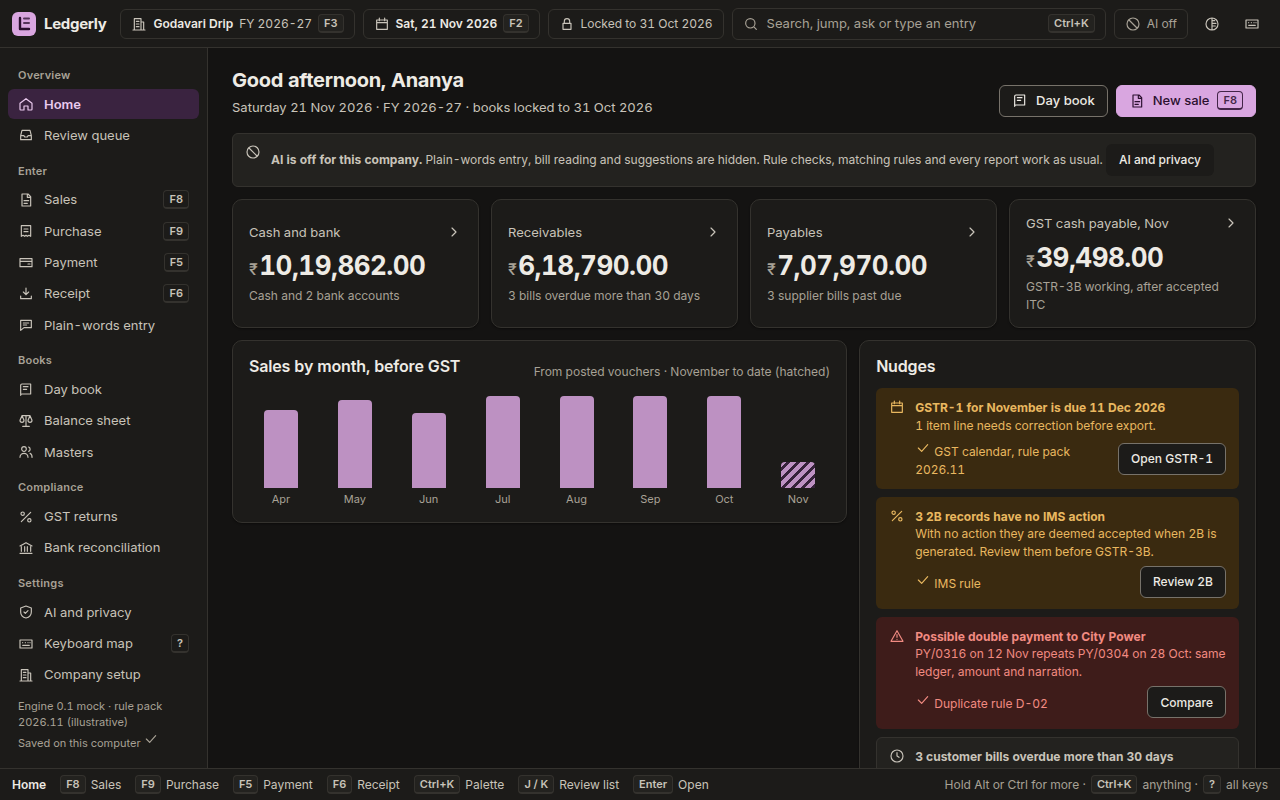 Ledgerly
Godavari Drip FY 2026-27 F3
Sat, 21 Nov 2026 F2
Locked to 31 Oct 2026
Search, jump, ask or type an entry Ctrl+K
AI off
Overview
Home
Review queue
Enter
Sales F8
Purchase F9
Payment F5
Receipt F6
Plain-words entry
Books
Day book
Balance sheet
Masters
Compliance
GST returns
Bank reconciliation
Settings
AI and privacy
Keyboard map ?
Company setup
Engine 0.1 mock · rule pack
2026.11 (illustrative)
Saved on this computer
Good afternoon, Ananya
Saturday 21 Nov 2026 · FY 2026-27 · books locked to 31 Oct 2026
Day book
New sale F8
AI is off for this company. Plain-words entry, bill reading and suggestions are hidden. Rule checks, matching rules and every report work as usual. AI and privacy
Cash and bank
₹10,19,862.00
Cash and 2 bank accounts
Receivables
₹6,18,790.00
3 bills overdue more than 30 days
Payables
₹7,07,970.00
3 supplier bills past due
GST cash payable, Nov
₹39,498.00
GSTR-3B working, after accepted
ITC
Sales by month, before GST
From posted vouchers · November to date (hatched)
Apr May Jun Jul Aug Sep Oct Nov
Nudges
GSTR-1 for November is due 11 Dec 2026
1 item line needs correction before export.
GST calendar, rule pack
2026.11
Open GSTR-1
3 2B records have no IMS action
With no action they are deemed accepted when 2B is
generated. Review them before GSTR-3B.
IMS rule
Review 2B
Possible double payment to City Power
PY/0316 on 12 Nov repeats PY/0304 on 28 Oct: same
ledger, amount and narration.
Duplicate rule D-02
Compare
3 customer bills overdue more than 30 days
Home F8 Sales F9 Purchase F5 Payment F6 Receipt Ctrl+K Palette J / K Review list Enter Open
Hold Alt or Ctrl for more · Ctrl+K anything · ? all keys